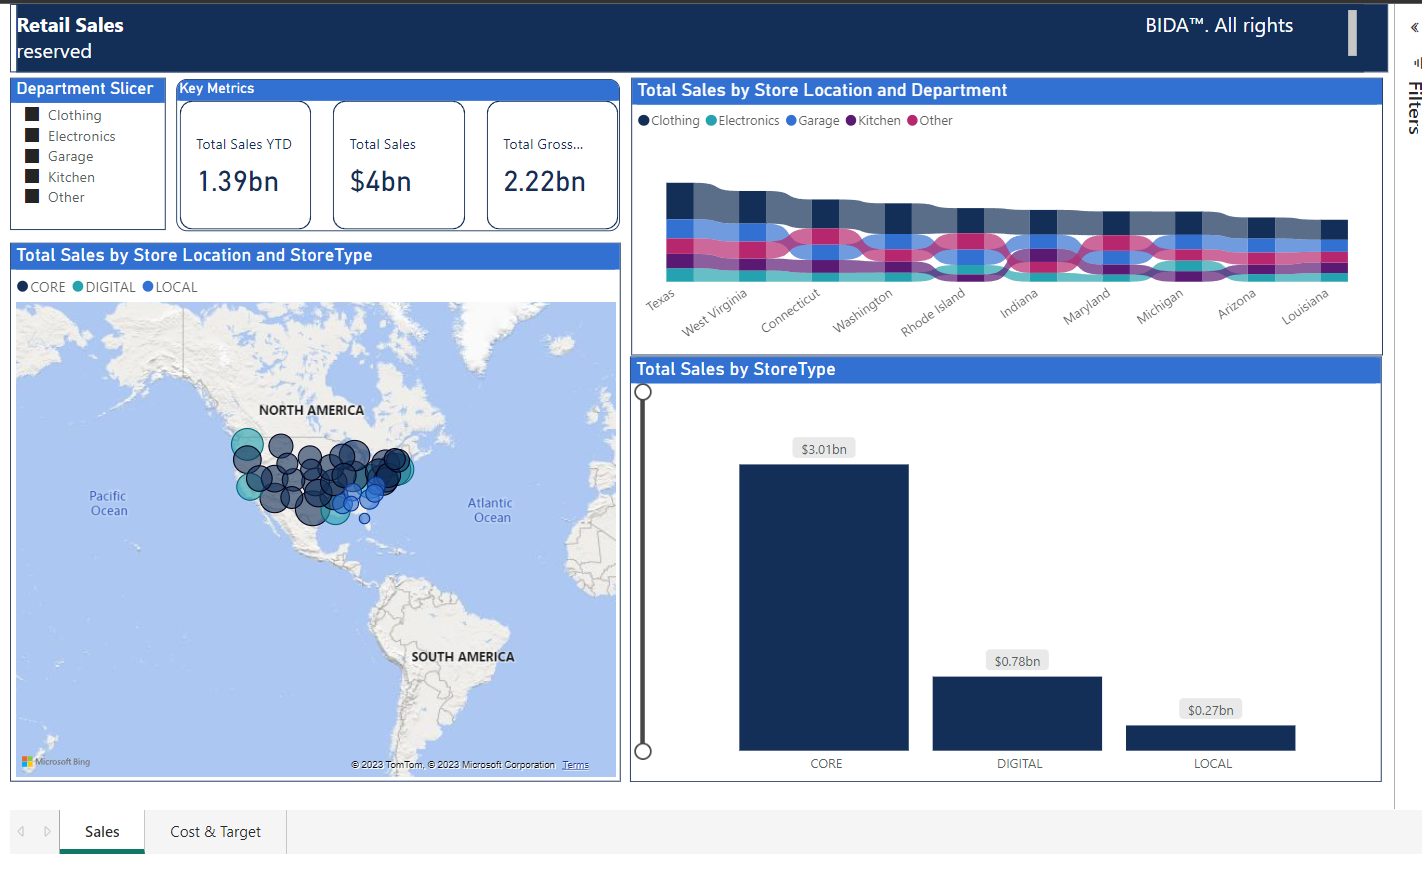 Retail Sales
BIDA™. All rights
reserved
Department Slicer
Clothing
Electronics
Garage
Kitchen
Other
Key Metrics
Total Sales YTD
1.39bn
Total Sales
$4bn
Total Gross...
2.22bn
Total Sales by Store Location and Department
Clothing Electronics Garage Kitchen Other
Texas
West Virginia
Connecticut
Washington
Rhode Island
Indiana
Maryland
Michigan
Arizona
Louisiana
Total Sales by Store Location and StoreType
CORE DIGITAL LOCAL
NORTH AMERICA
Pacific
Ocean
Atlantic
Ocean
SOUTH AMERICA
Microsoft Bing
© 2023 TomTom, © 2023 Microsoft Corporation Terms
Total Sales by StoreType
$3.01bn
$0.78bn
$0.27bn
CORE
DIGITAL
LOCAL
Filters
Sales
Cost & Target